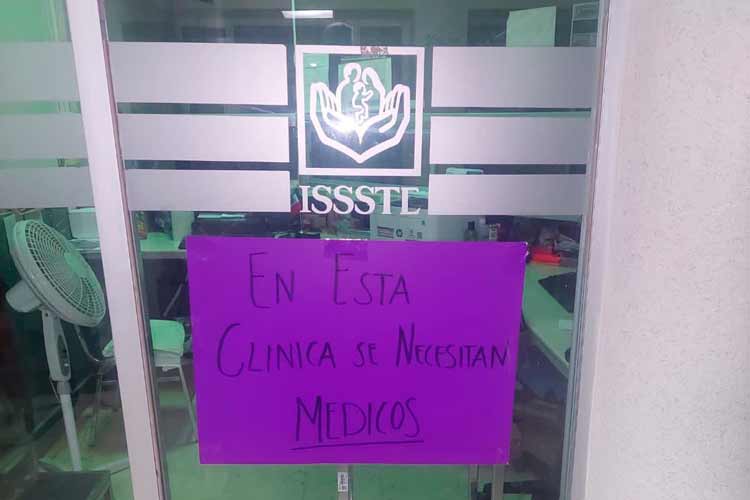 ISSSTE
EN ESTA
CLINICA SE NECESITAN
MEDICOS